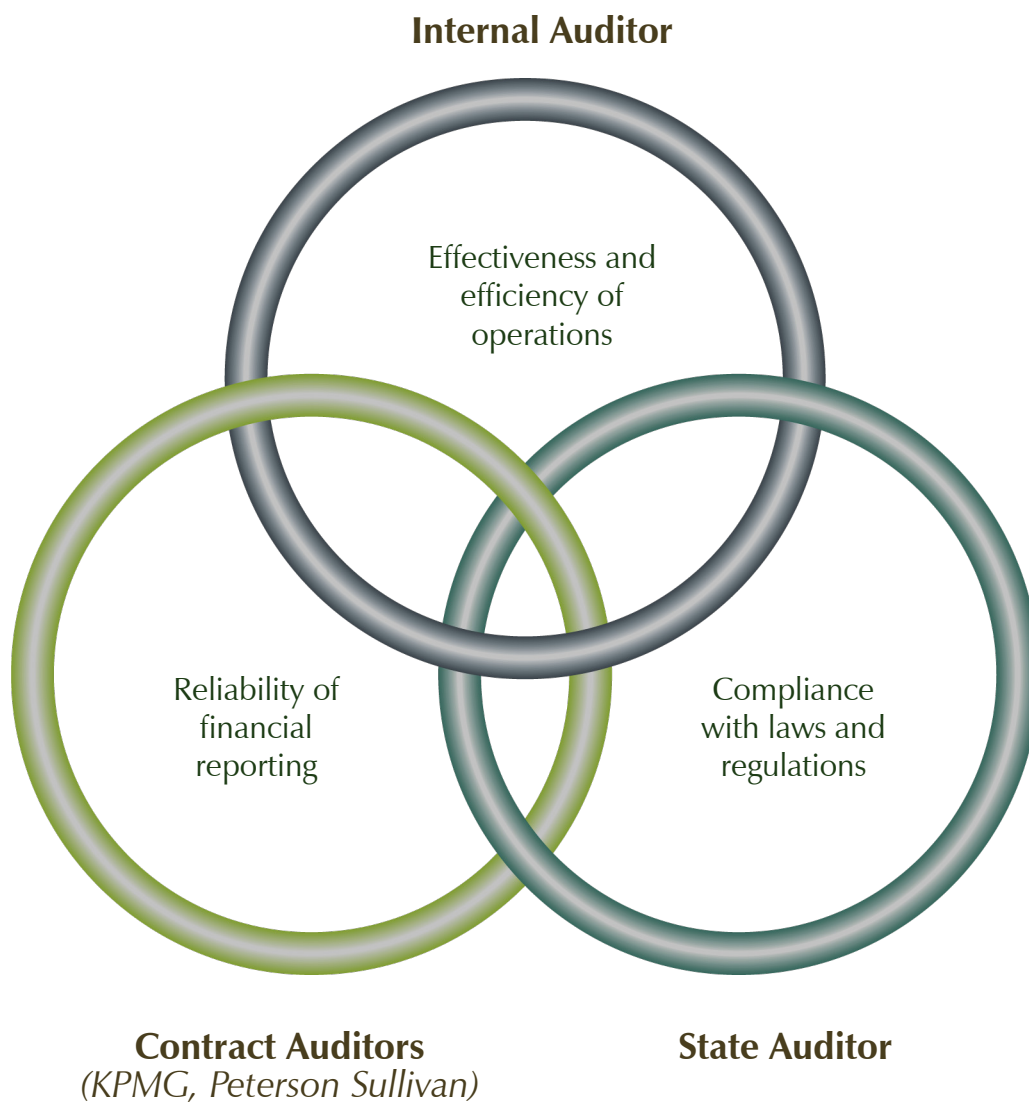 Internal Auditor
Effectiveness and
efficiency of
operations
Reliability of
financial
reporting
Compliance
with laws and
regulations
Contract Auditors
(KPMG, Peterson Sullivan)
State Auditor